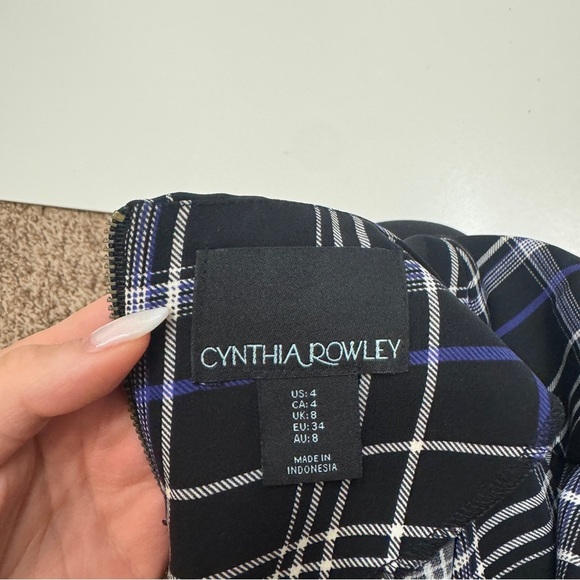 CYNTHIA ROWLEY
US: 4
CA: 4
UK: 8
EU: 34
AU: 8
MADE IN
INDONESIA